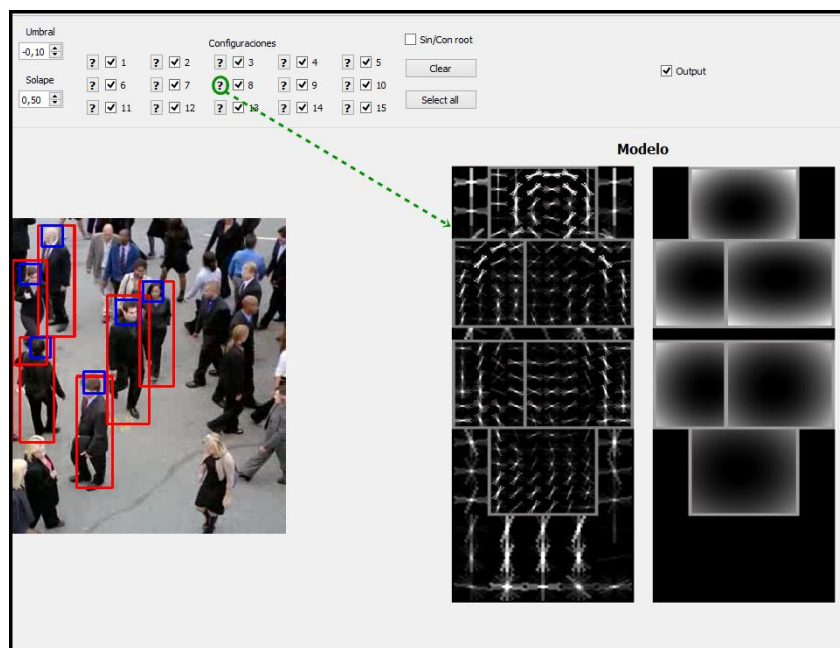 Umbral
-0,10
Solape
0,50
Configuraciones
? 1 ? 2 ? 3 ? 4 ? 5
? 6 ? 7 ? 8 ? 9 ? 10
? 11 ? 12 ? 13 ? 14 ? 15
Sin/Con root
Clear
Select all
Output
Modelo